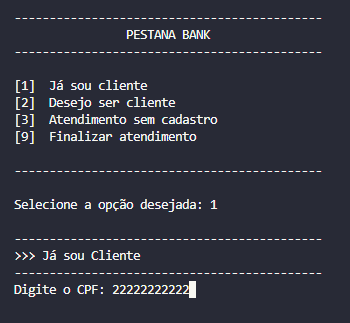 --------------------------------------------
PESTANA BANK
--------------------------------------------
[1] Já sou cliente
[2] Desejo ser cliente
[3] Atendimento sem cadastro
[9] Finalizar atendimento
--------------------------------------------
Selecione a opção desejada: 1
--------------------------------------------
>>> Já sou Cliente
--------------------------------------------
Digite o CPF: 22222222222